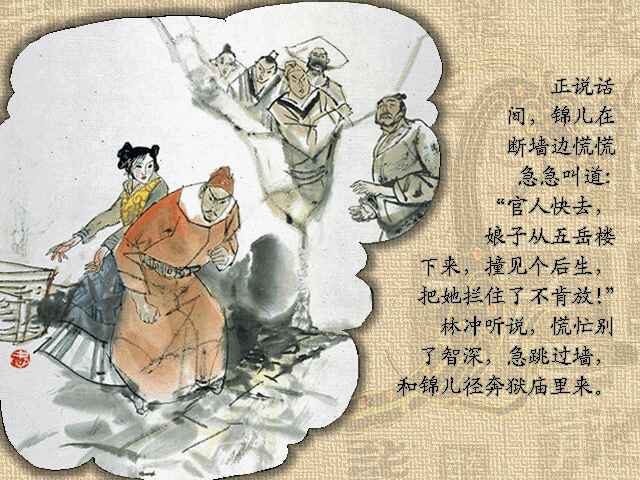 正说话
间，锦儿在
断墙边慌慌
急急叫道:
“官人快去，
娘子从五岳楼
下来，撞见个后生，
把她拦住了不肯放!”
林冲听说，慌忙别
了智深，急跳过墙，
和锦儿径奔狱庙里来。